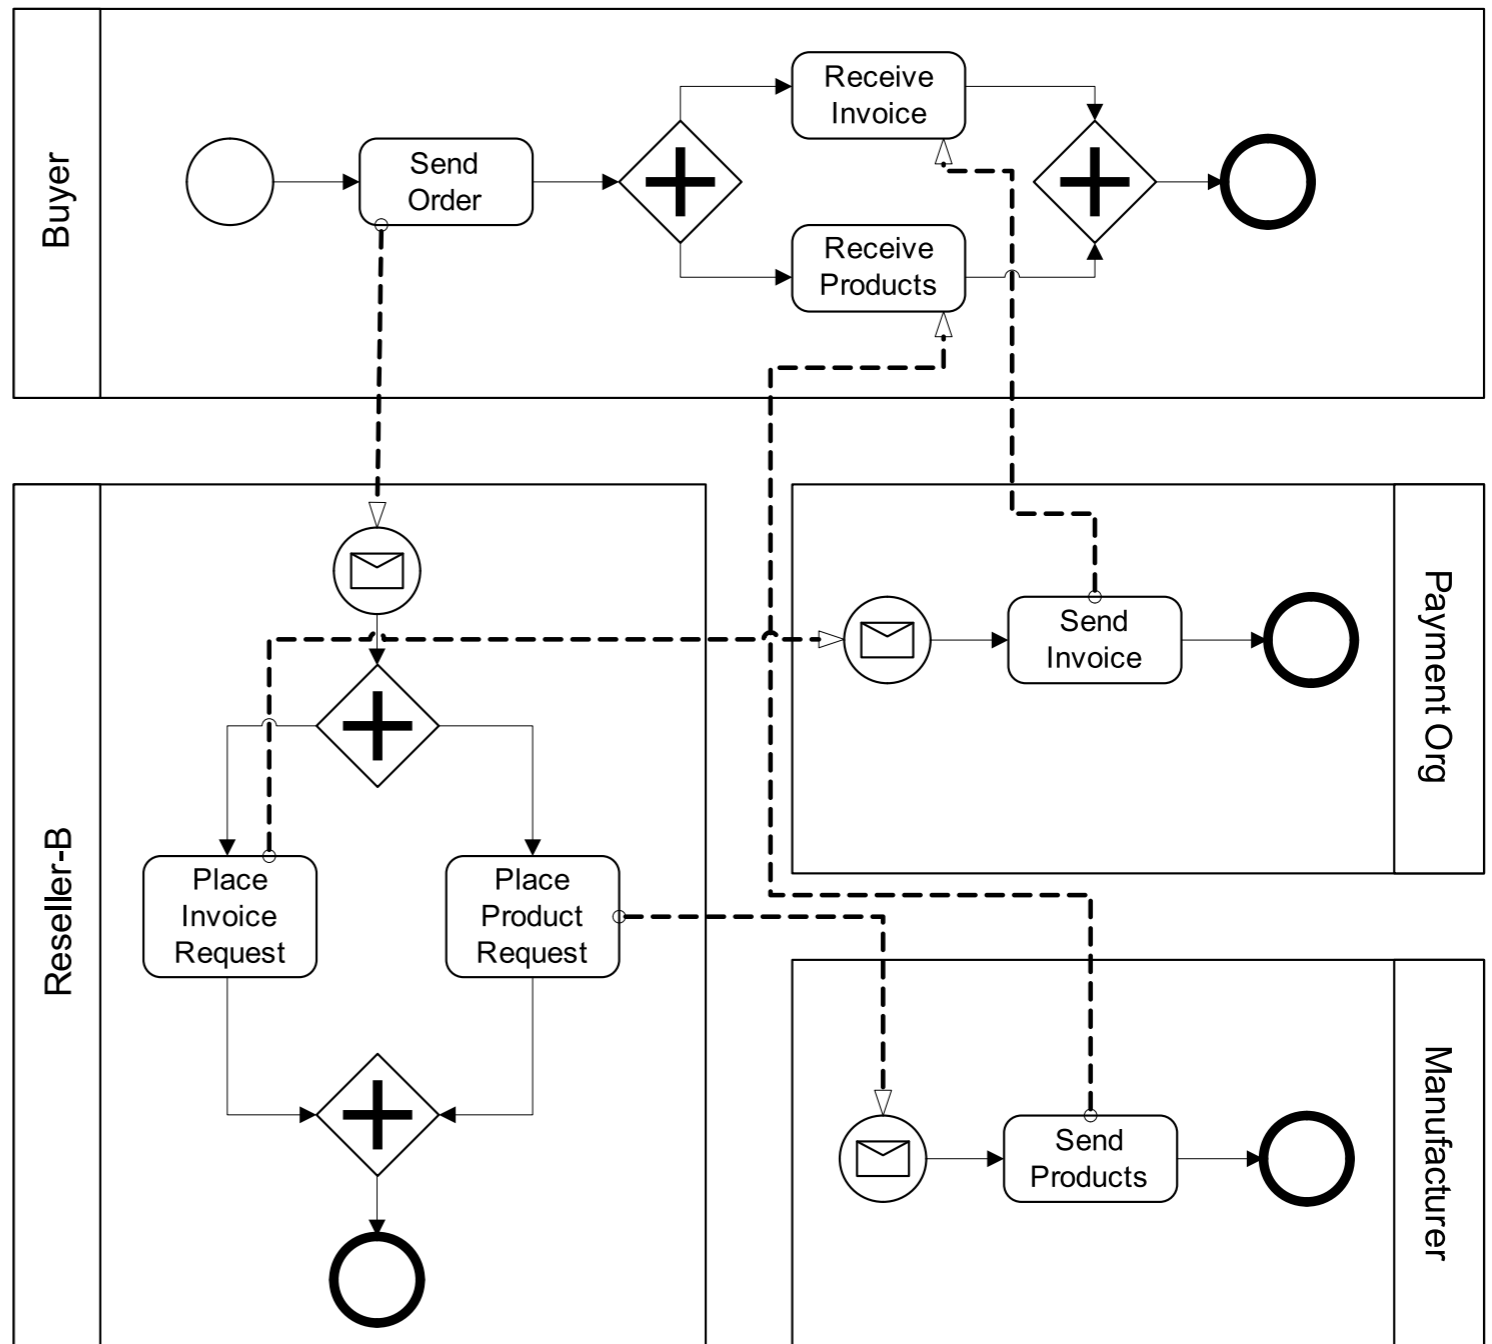 Buyer
Send
Order
Receive
Invoice
Receive
Products
Reseller-B
Place
Invoice
Request
Place
Product
Request
Send
Invoice
Payment Org
Send
Products
Manufacturer